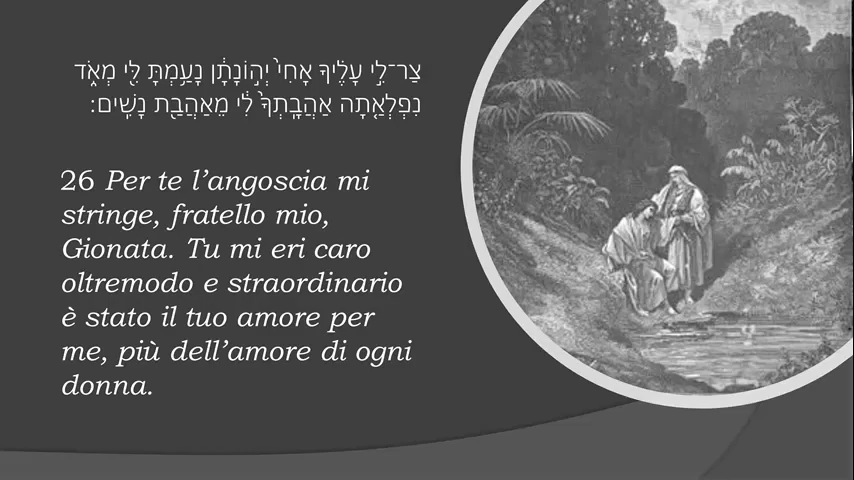 צַר־לִ֣י עָלֶ֗יךָ אָחִי֙ יְה֣וֹנָתָ֔ן נָעַ֥מְתָּ לִּ֖י מְאֹ֑ד
נִפְלְאַ֤תָה אַהֲבָֽתְךָ֙ לִ֔י מֵאַהֲבַ֖ת נָשִֽׁים׃
26 Per te l’angoscia mi
stringe, fratello mio,
Gionata. Tu mi eri caro
oltremodo e straordinario
è stato il tuo amore per
me, più dell’amore di ogni
donna.